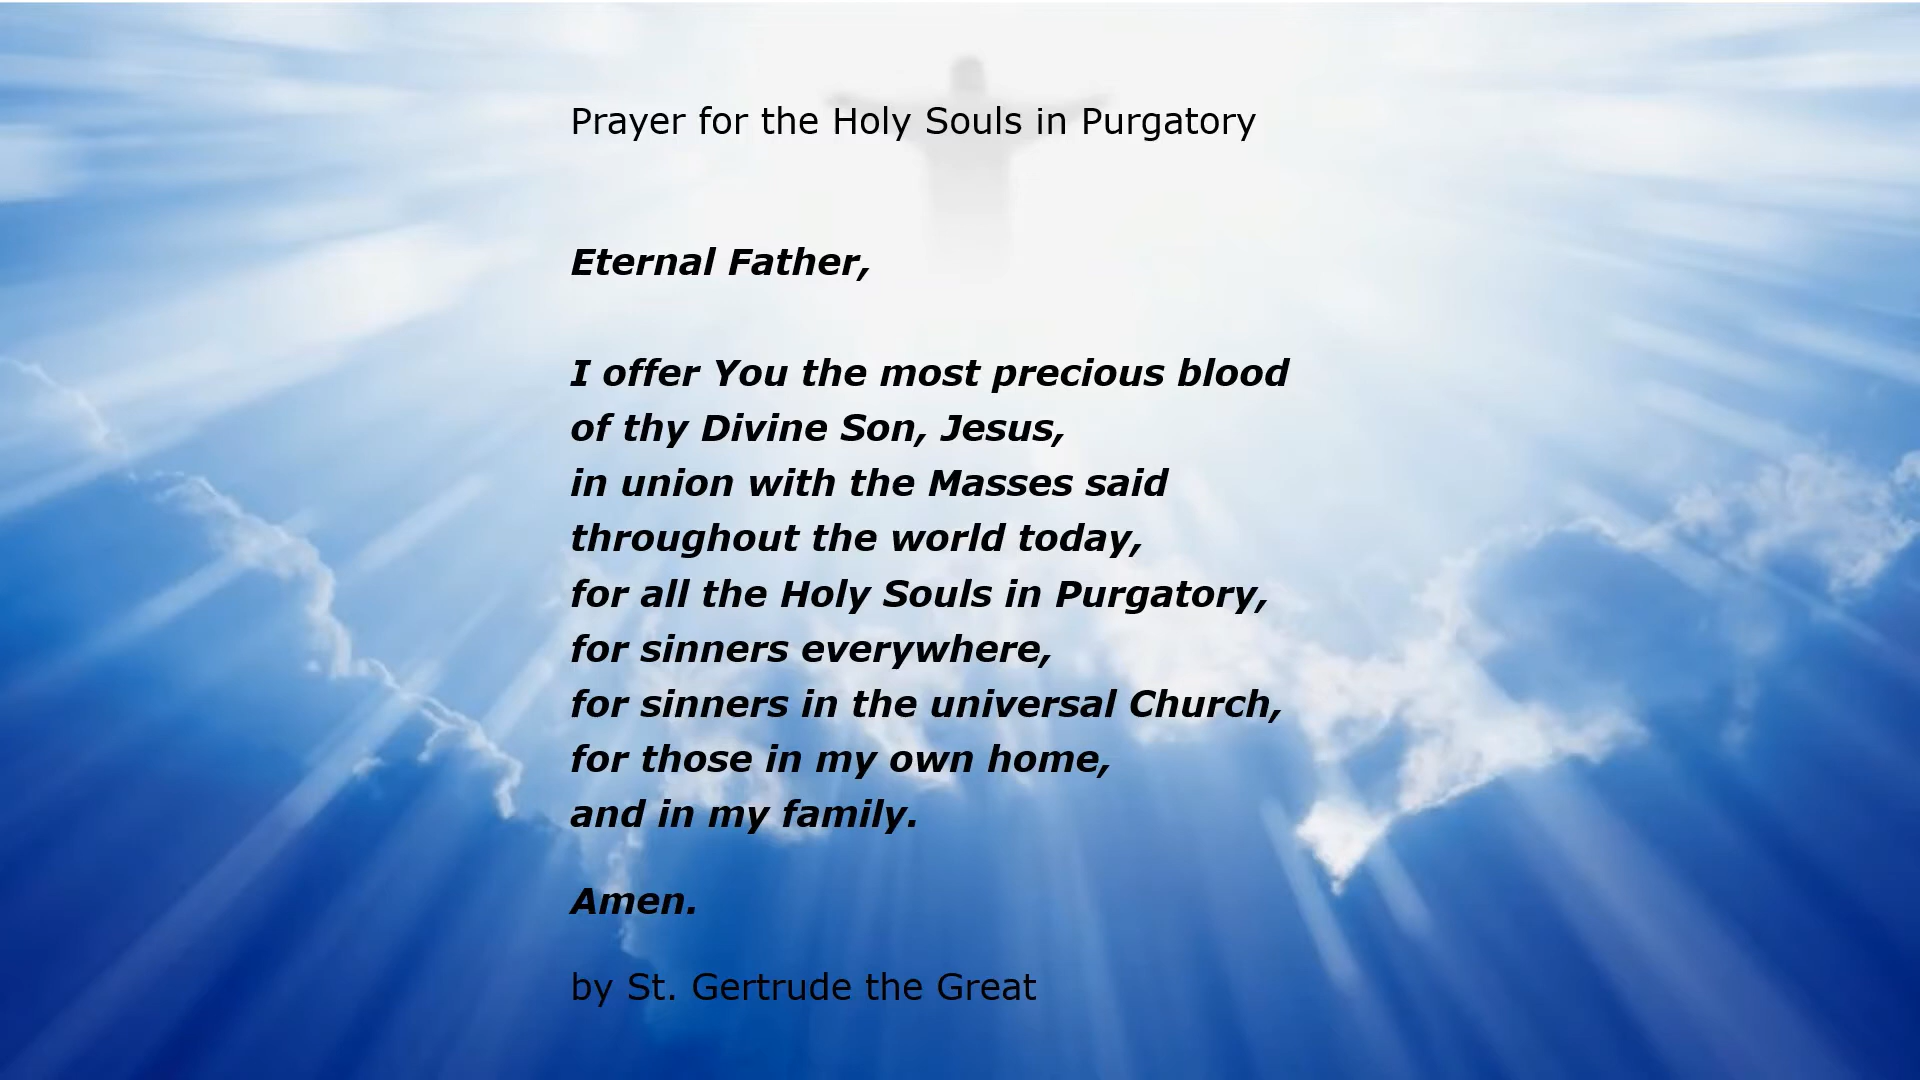 Prayer for the Holy Souls in Purgatory
Eternal Father,
I offer You the most precious blood
of thy Divine Son, Jesus,
in union with the Masses said
throughout the world today,
for all the Holy Souls in Purgatory,
for sinners everywhere,
for sinners in the universal Church,
for those in my own home,
and in my family.
Amen.
by St. Gertrude the Great